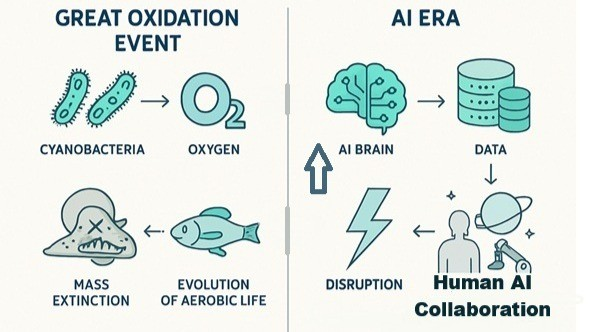 GREAT OXIDATION
EVENT
CYANOBACTERIA
O2
OXYGEN
MASS
EXTINCTION
EVOLUTION
OF AEROBIC LIFE
AI ERA
AI BRAIN
DATA
DISRUPTION
Human AI
Collaboration